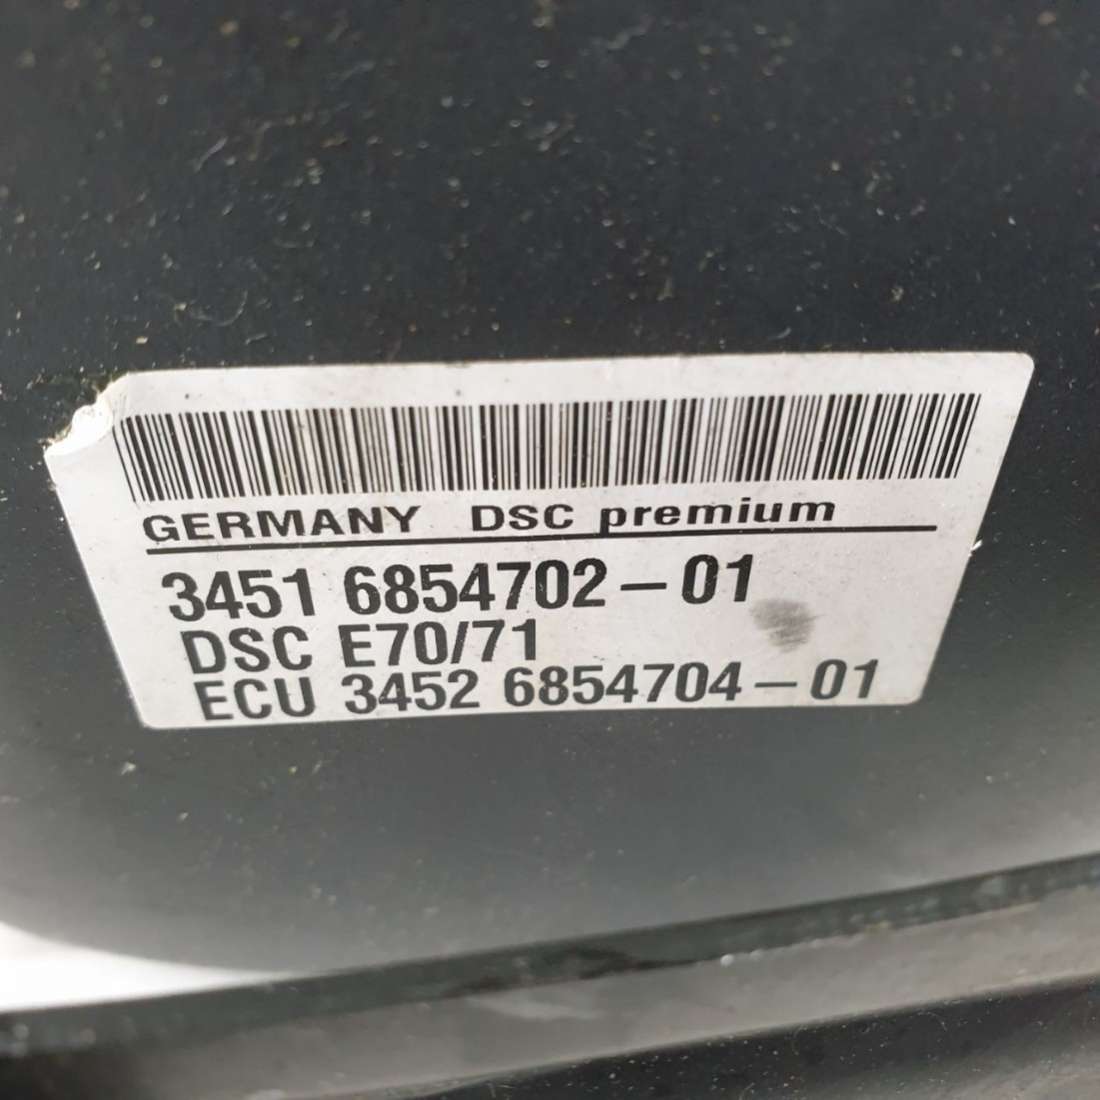 GERMANY DSC premium
3451 6854702-01
DSC E70/71
ECU 3452 6854704-01